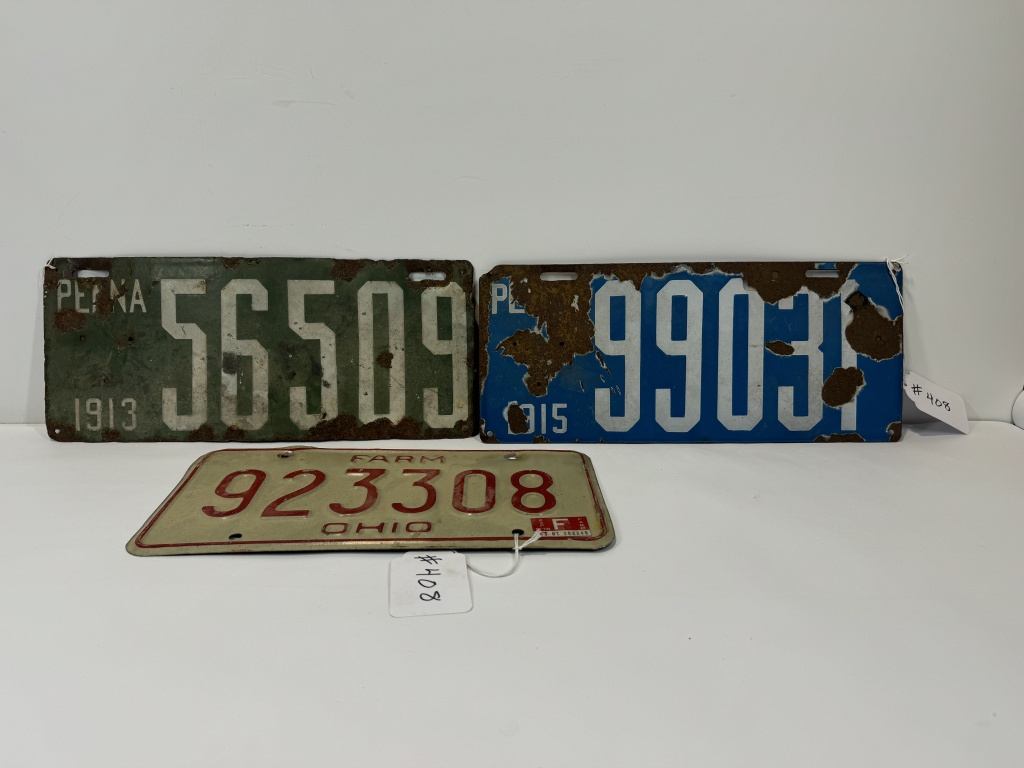 PENNA
1913
56509
PE
1915
99031
# 408
FARM
923308
OHIO
F
#408